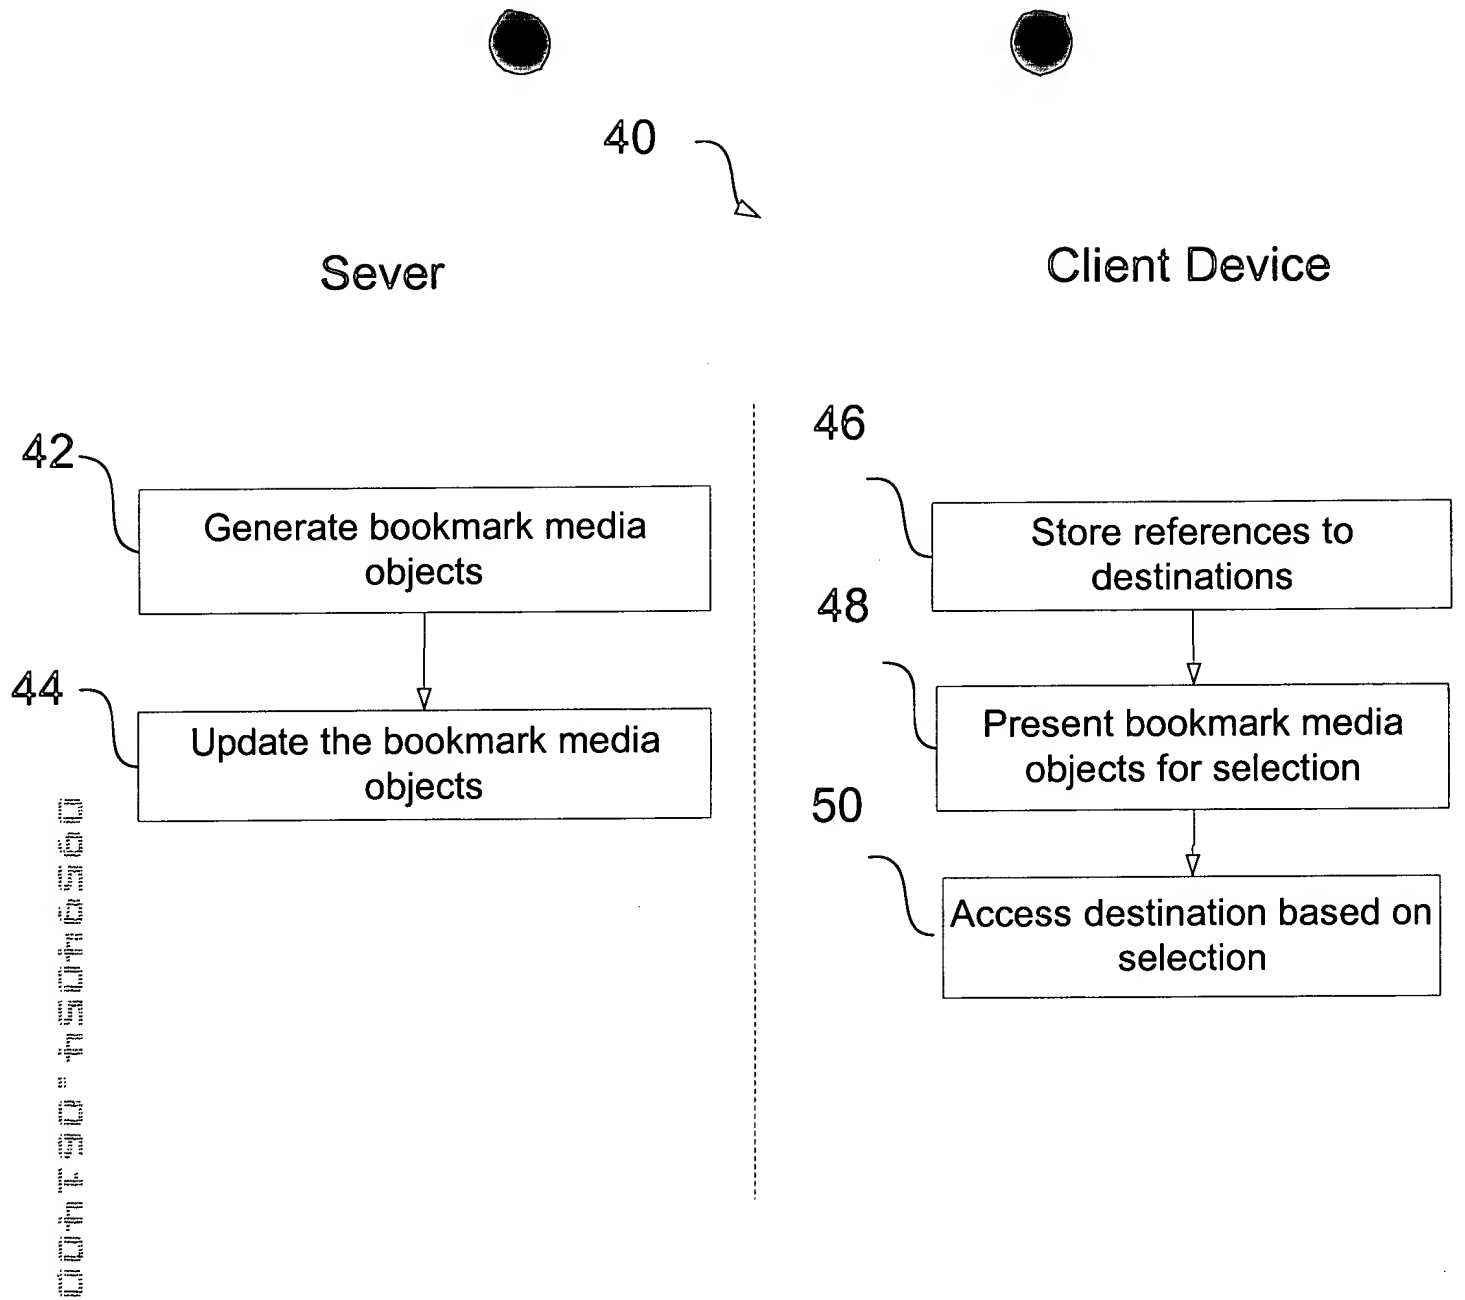 40
Sever
Client Device
42
Generate bookmark media
objects
44
Update the bookmark media
objects
46
Store references to
destinations
48
Present bookmark media
objects for selection
50
Access destination based on
selection